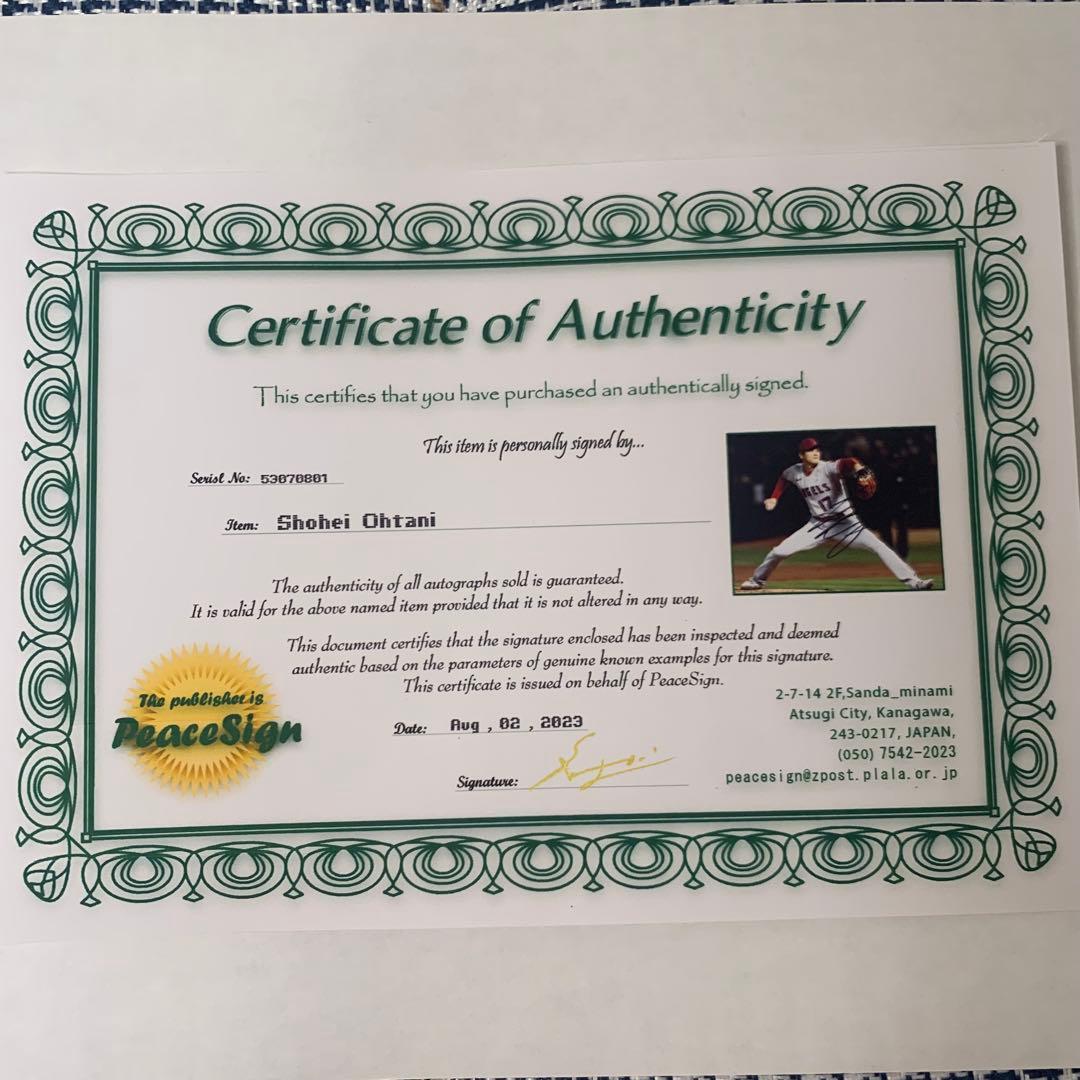 Certificate of Authenticity
This certifies that you have purchased an authentically signed.
This item is personally signed by...
Serisl No: 53070801
Item: Shohei Ohtani
ANGELS
17
The authenticity of all autographs sold is guaranteed.
It is valid for the above named item provided that it is not altered in any way.
This document certifies that the signature enclosed has been inspected and deemed
authentic based on the parameters of genuine known examples for this signature.
This certificate is issued on behalf of PeaceSign.
The publisher is
PeaceSign
Date: Aug , 02 , 2023
Signature:
2-7-14 2F,Sanda_minami
Atsugi City, Kanagawa,
243-0217, JAPAN,
(050) 7542-2023
peacesign@zpost.plala.or.jp